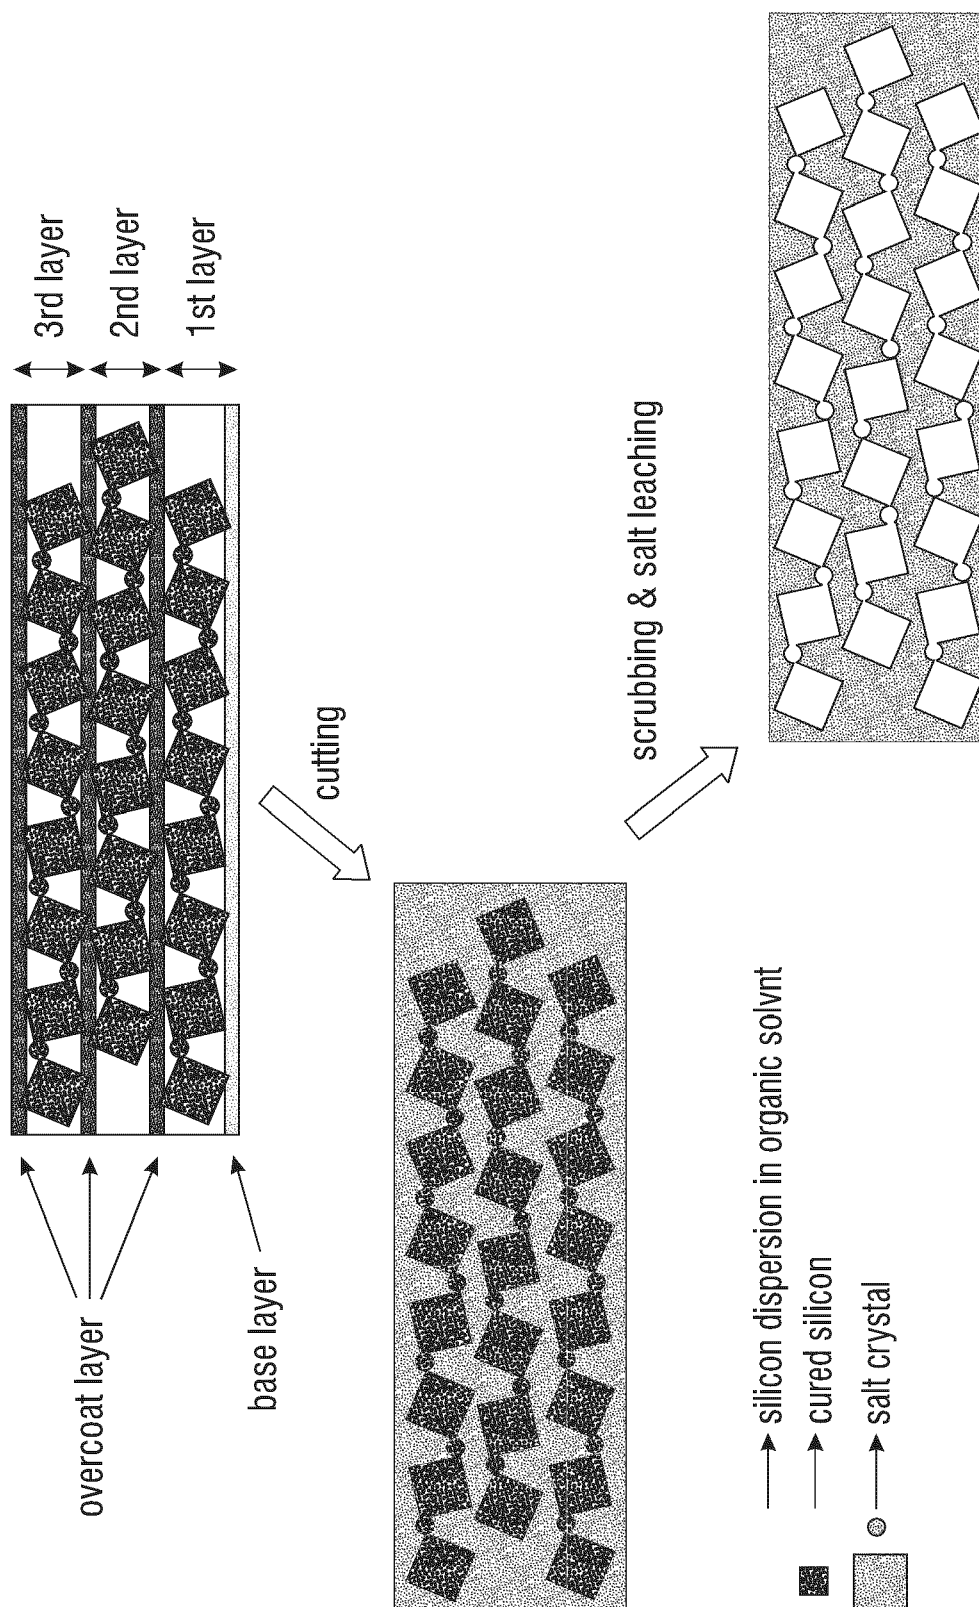 overcoat layer
base layer
3rd layer
2nd layer
1st layer
cutting
scrubbing & salt leaching
silicon dispersion in organic solvnt
cured silicon
salt crystal